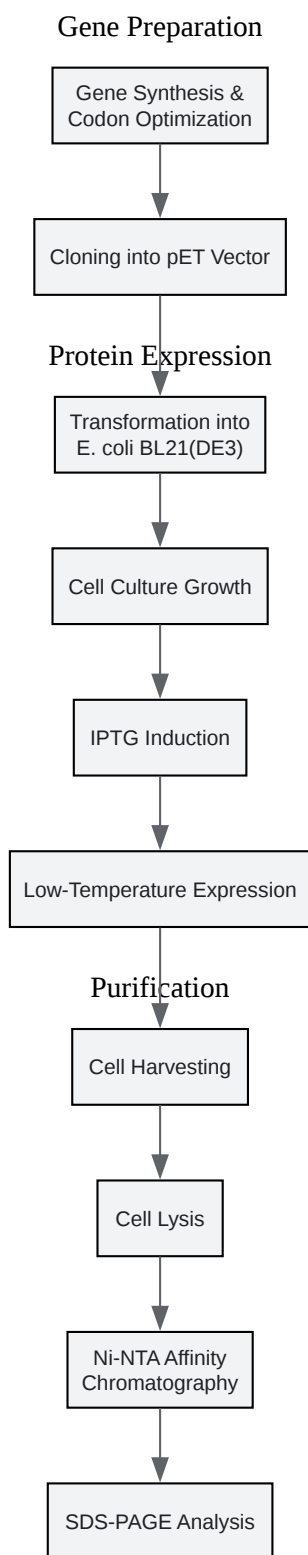 Gene Preparation
Gene Synthesis &
Codon Optimization
Cloning into pET Vector
Protein Expression
Transformation into
E. coli BL21(DE3)
Cell Culture Growth
IPTG Induction
Low-Temperature Expression
Purification
Cell Harvesting
Cell Lysis
Ni-NTA Affinity
Chromatography
SDS-PAGE Analysis